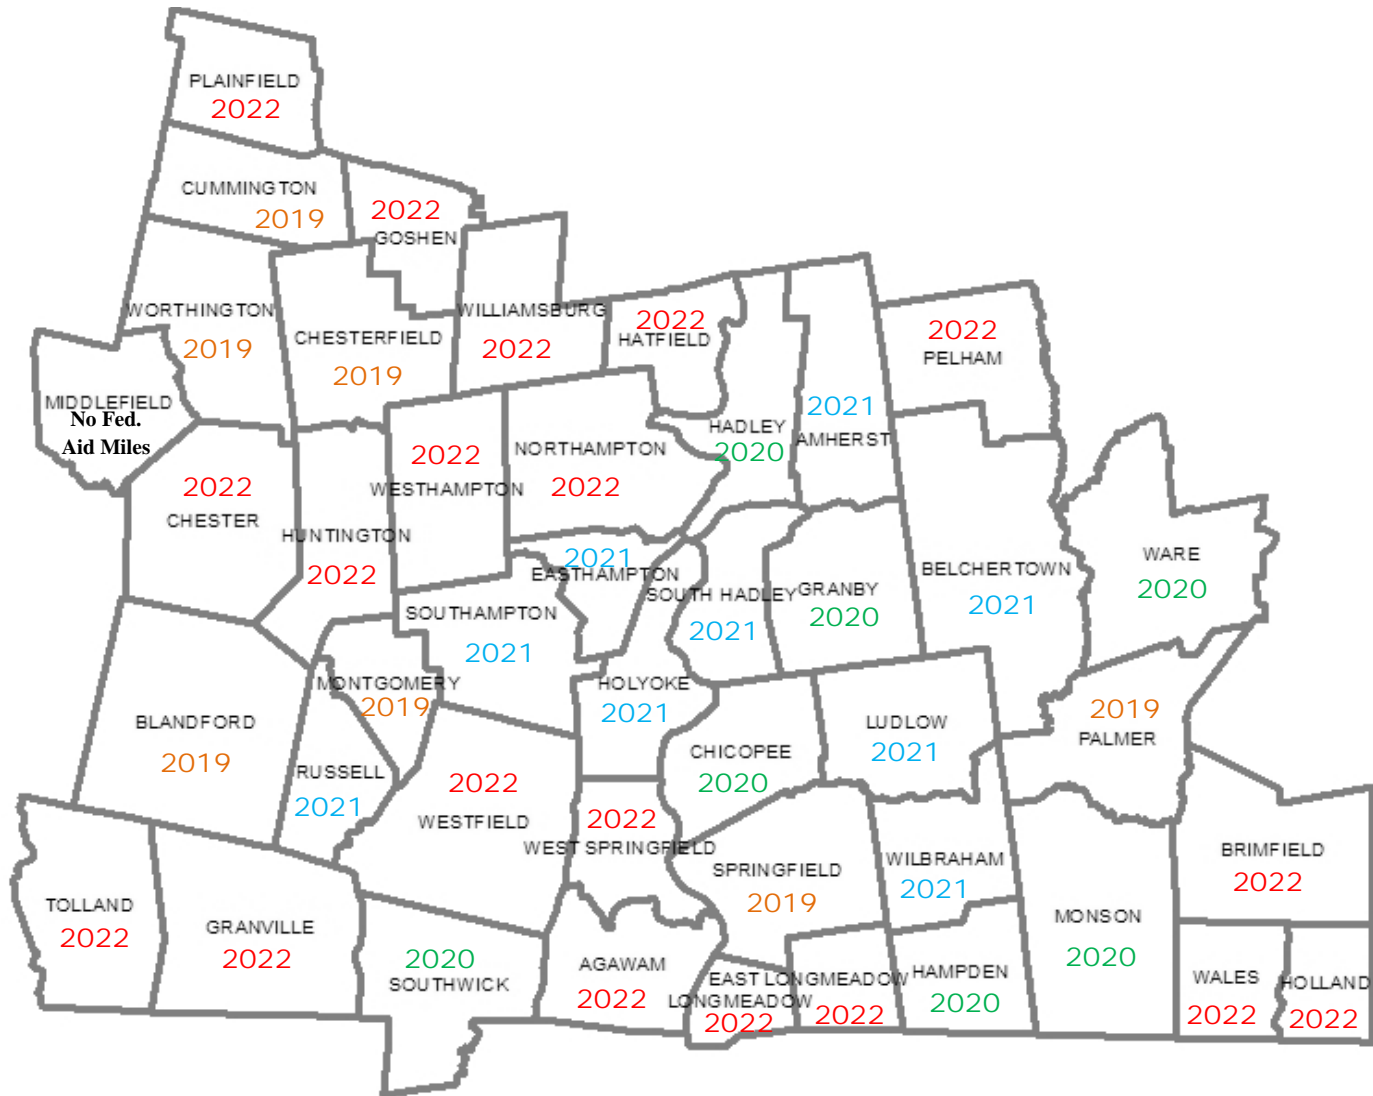 PLAINFIELD
2022
CUMMINGTON
2019
2022
GOSHEN
WORTHINGTON
2019
CHESTERFIELD
2019
WILLIAMSBURG
2022
2022
HATFIELD
2022
PELHAM
MIDDLEFIELD
No Fed.
Aid Miles
2022
CHESTER
HUNTINGTON
2022
2022
WESTHAMPTON
NORTHAMPTON
2022
HADLEY
2020
2021
AMHERST
2021
EASTHAMPTON
SOUTH HADLEY
2021
GRANBY
2020
BELCHERTOWN
2021
WARE
2020
SOUTHAMPTON
2021
MONTGOMERY
2019
HOLYOKE
2021
BLANDFORD
2019
RUSSELL
2021
2022
WESTFIELD
CHICOPEE
2020
LUDLOW
2021
2019
PALMER
2022
WEST SPRINGFIELD
SPRINGFIELD
2019
WILBRAHAM
2021
BRIMFIELD
2022
TOLLAND
2022
GRANVILLE
2022
2020
SOUTHWICK
AGAWAM
2022
LONGMEADOW
2022
EAST LONGMEADOW
2022
HAMPDEN
2020
MONSON
2020
WALES
2022
HOLLAND
2022